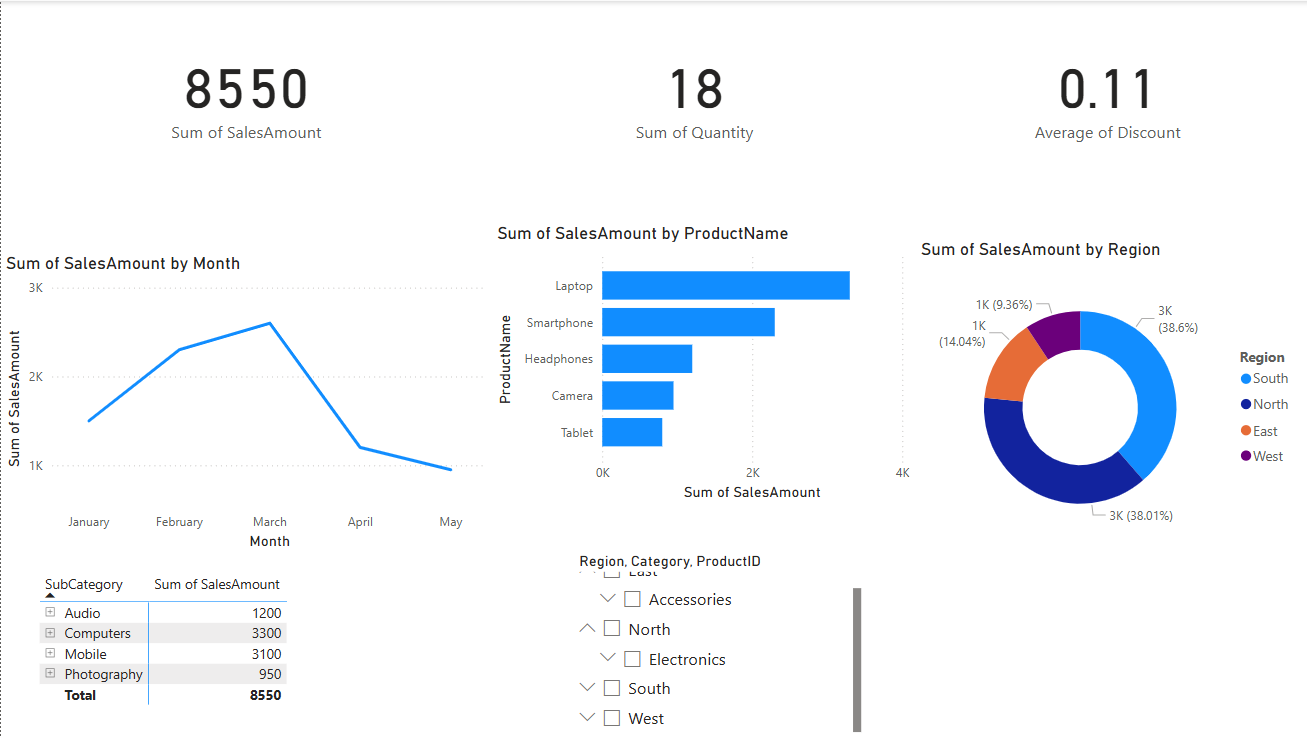 8550
Sum of SalesAmount
18
Sum of Quantity
0.11
Average of Discount
Sum of SalesAmount by Month
3K
2K
1K
Sum of SalesAmount
January February March April May
Month
Sum of SalesAmount by ProductName
ProductName
Laptop
Smartphone
Headphones
Camera
Tablet
0K 2K 4K
Sum of SalesAmount
Sum of SalesAmount by Region
1K (9.36%)
3K
(38.6%)
1K
(14.04%)
3K (38.01%)
Region
South
North
East
West
SubCategory Sum of SalesAmount
Audio 1200
Computers 3300
Mobile 3100
Photography 950
Total 8550
Region, Category, ProductID
East
Accessories
North
Electronics
South
West